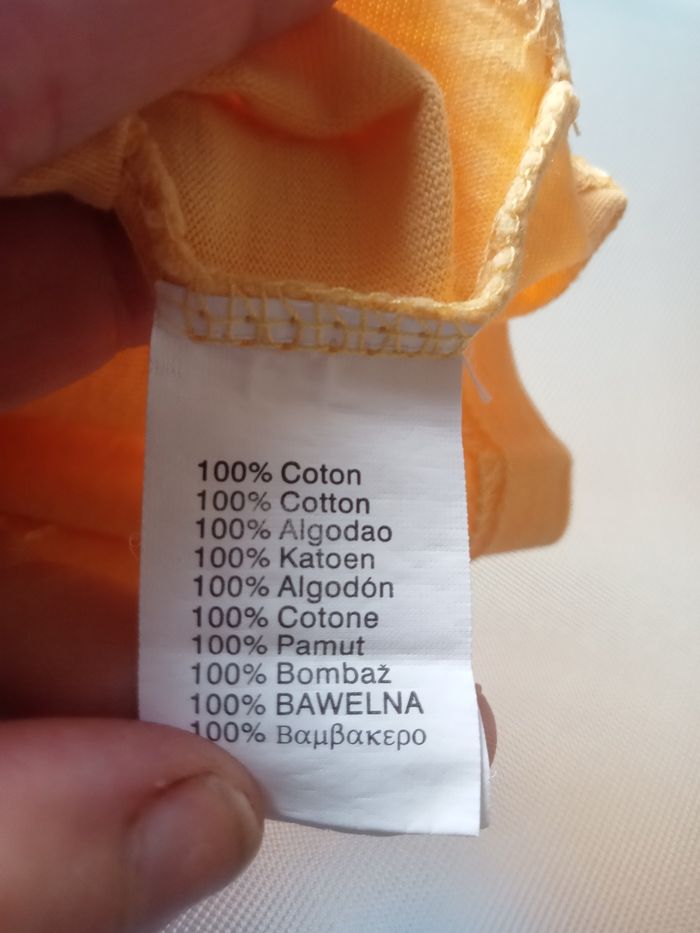 100% Coton
100% Cotton
100% Algodao
100% Katoen
100% Algodón
100% Cotone
100% Pamut
100% Bombaž
100% BAWELNA
100% Βαμβακερο